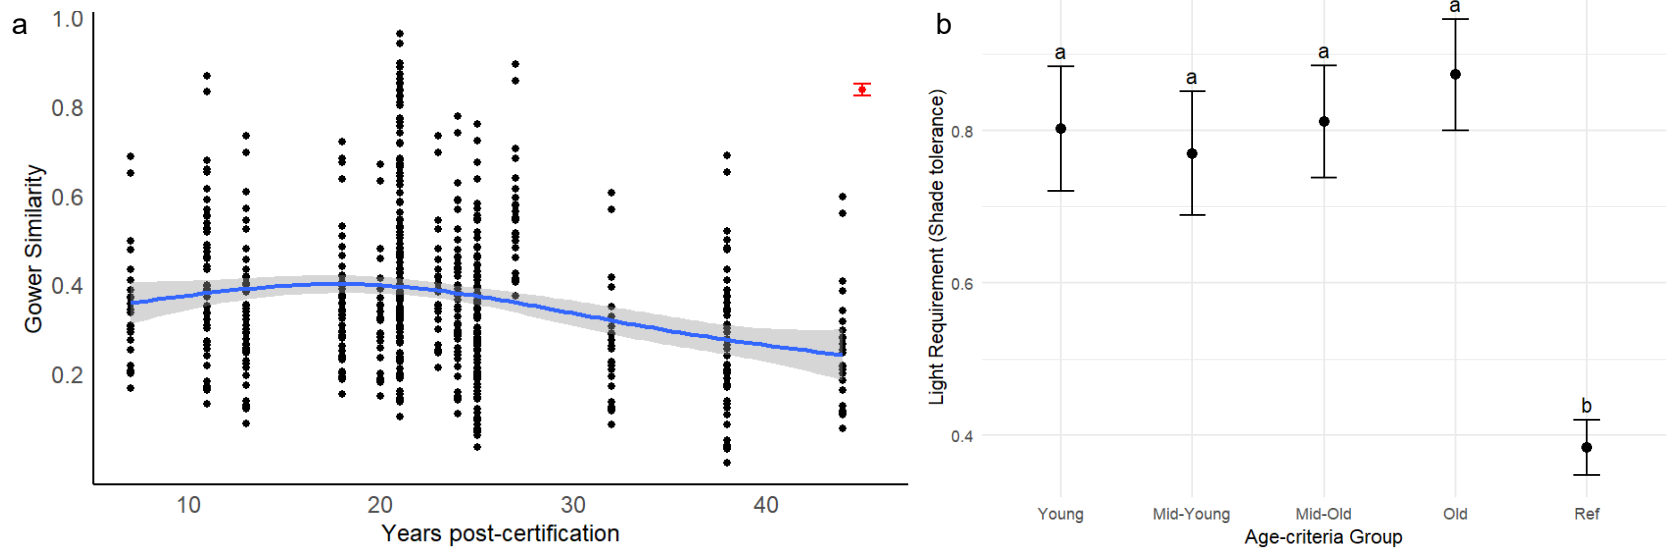 a
Gower Similarity
1.0
0.8
0.6
0.4
0.2
10 20 30 40
Years post-certification
b
Light Requirement (Shade tolerance)
0.8
0.6
0.4
a a a a b
Young Mid-Young Mid-Old Old Ref
Age-criteria Group